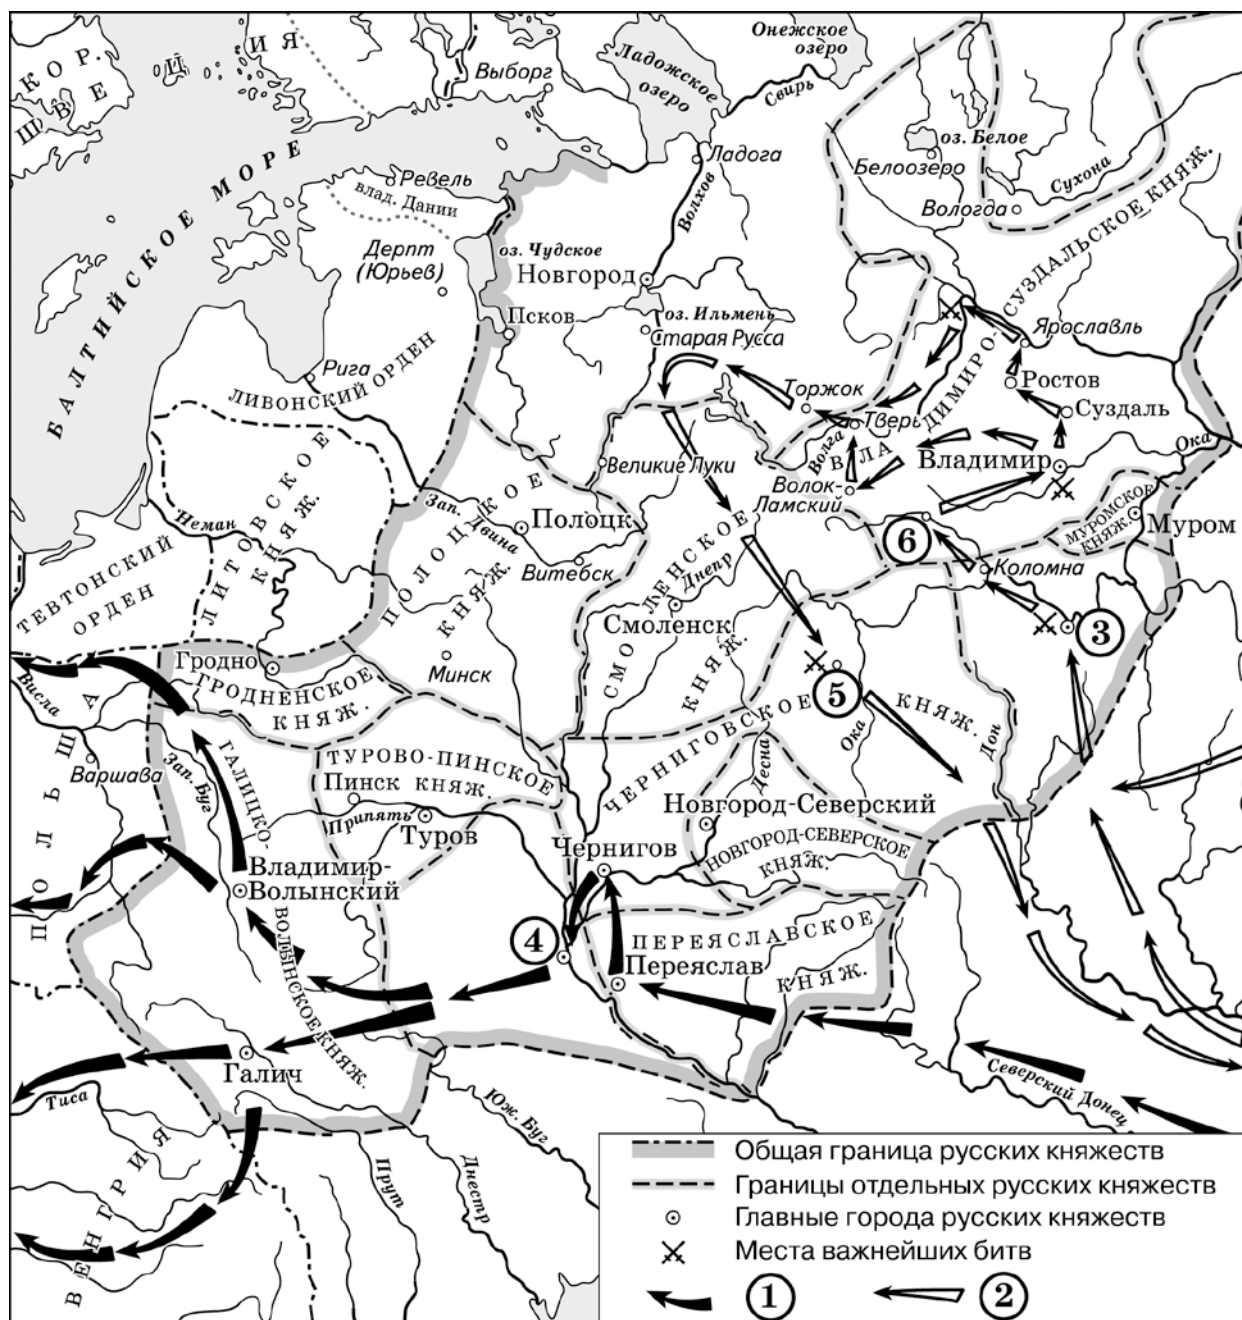 КОР.
ШВЕЦИЯ
Выборг
Ладожское
озеро
Онежское
озеро
Свирь
оз. Белое
Белоозеро
Сухона
Вологда
Ладога
Волхов
БАЛТИЙСКОЕ МОРЕ
Ревель
влад. Дании
Дерпт
(Юрьев)
оз. Чудское
Новгород
Псков
оз. Ильмень
Старая Русса
ВЛАДИМИРО-СУЗДАЛЬСКОЕ КНЯЖ.
Ярославль
Рига
ЛИВОНСКИЙ ОРДЕН
Торжок
Ростов
Тверь
Суздаль
Волга
Владимир
Ока
Великие Луки
Волок-
Ламский
ЛИТОВСКОЕ
КНЯЖ.
Неман
Зап. Двина
Полоцк
ПОЛОЦКОЕ
КНЯЖ.
Витебск
СМОЛЕНСКОЕ
КНЯЖ.
Днепр
Смоленск
6
МУРОМСКОЕ
КНЯЖ.
Муром
Коломна
3
ТЕВТОНСКИЙ
ОРДЕН
Гродно
ГРОДНЕНСКОЕ
КНЯЖ.
Минск
5
Висла
ПОЛЬША
Варшава
Зап. Буг
ГАЛИЦКО-
ВОЛЫНСКОЕ КНЯЖ.
ТУРОВО-ПИНСКОЕ
КНЯЖ.
Пинск
Припять
Туров
ЧЕРНИГОВСКОЕ
КНЯЖ.
Ока
Дон
Десна
Новгород-Северский
НОВГОРОД-СЕВЕРСКОЕ
КНЯЖ.
Чернигов
Владимир-
Волынский
4
ПЕРЕЯСЛАВСКОЕ
КНЯЖ.
Переяслав
Галич
Тиса
ВЕНГРИЯ
Юж. Буг
Прут
Днестр
Северский Донец
Общая граница русских княжеств
Границы отдельных русских княжеств
Главные города русских княжеств
Места важнейших битв
1
2